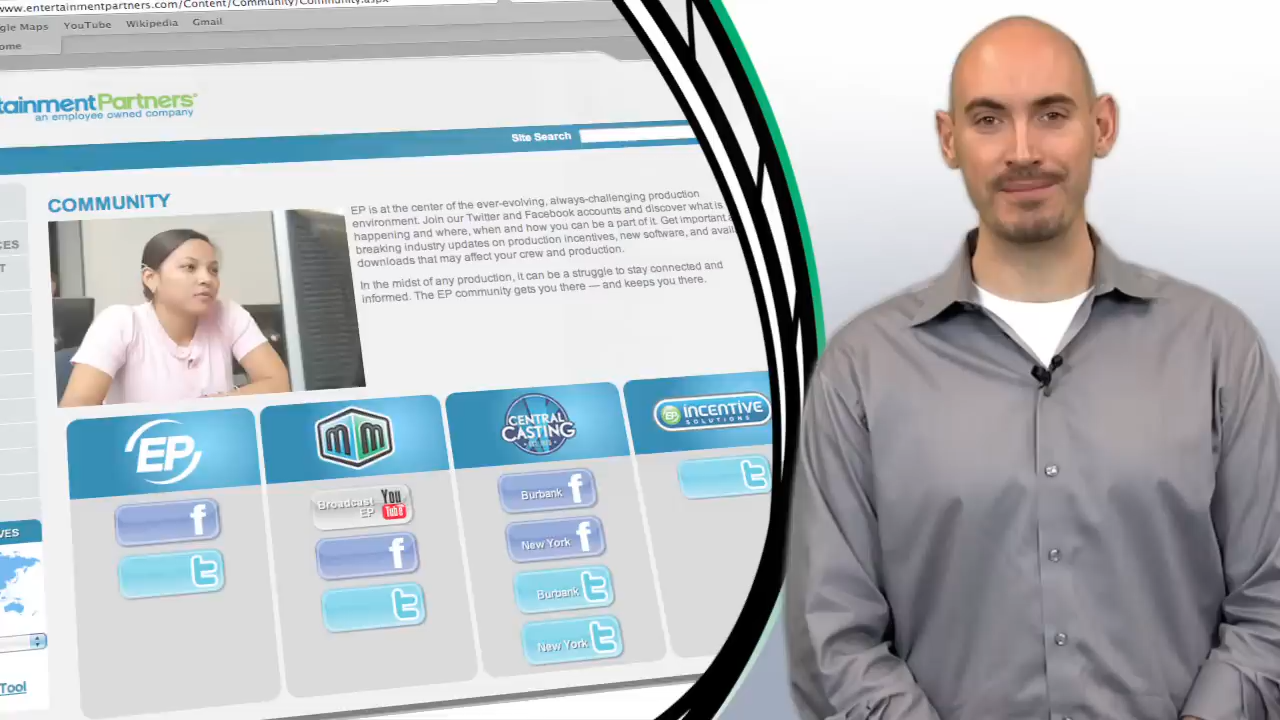 www.entertainmentpartners.com/Content/Community/Community.aspx
gle Maps YouTube Wikipedia Gmail
ome
tainmentPartners
an employee owned company
Site Search
COMMUNITY
EP is at the center of the ever-evolving, always-challenging production
environment. Join our Twitter and Facebook accounts and discover what is
happening and where, when and how you can be a part of it. Get important
breaking industry updates on production incentives, new software, and avail
downloads that may affect your crew and production.
In the midst of any production, it can be a struggle to stay connected and
informed. The EP community gets you there — and keeps you there.
CES
T
EP
MM
CENTRAL
CASTING
EP INCENTIVE
SOLUTIONS
f
t
Broadcast
EP
You
Tube
f
t
Burbank f
New York f
Burbank t
New York t
t
VES
Tool